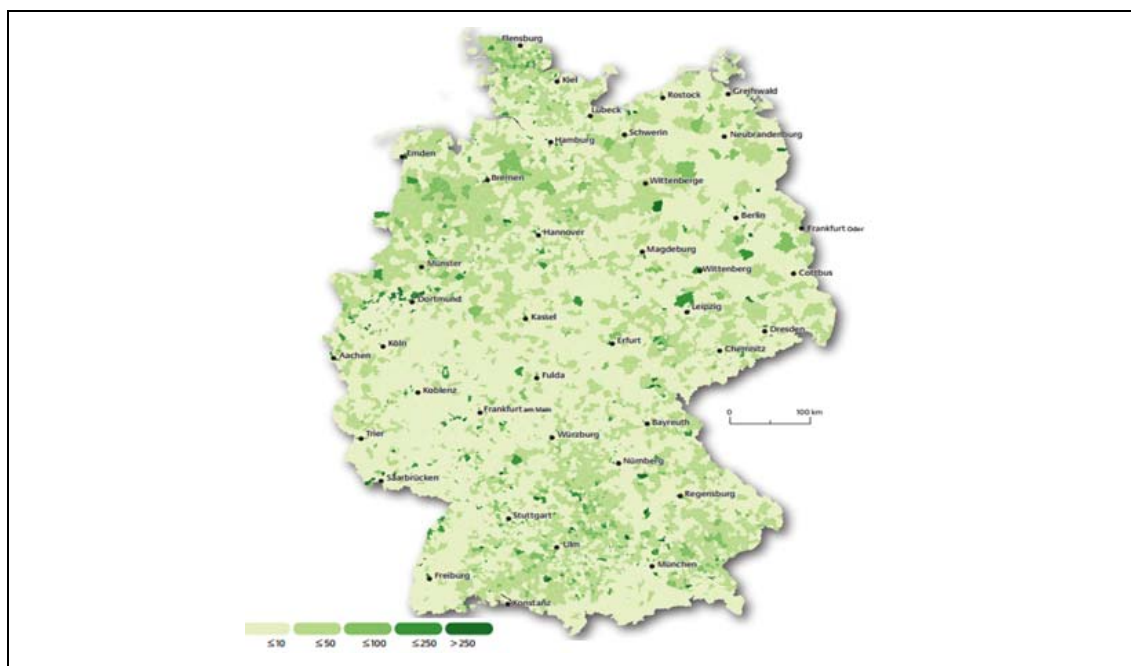 Flensburg
Kiel
Greifswald
Rostock
Lübeck
Schwerin
Neubrandenburg
Hamburg
Emden
Bremen
Wittenberge
Berlin
Frankfurt Oder
Hannover
Magdeburg
Münster
Wittenberg
Cottbus
Dortmund
Leipzig
Kassel
Dresden
Erfurt
Chemnitz
Köln
Aachen
Fulda
Koblenz
0 100 km
Frankfurt am Main
Bayreuth
Trier
Würzburg
Nürnberg
Saarbrücken
Regensburg
Stuttgart
Ulm
München
Freiburg
Konstanz
≤10 ≤50 ≤100 ≤250 >250